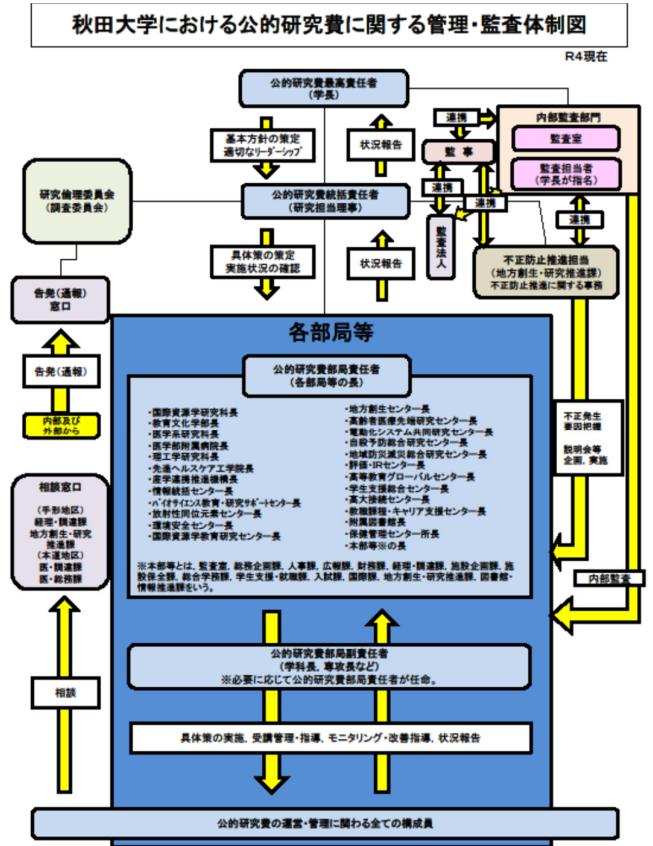 秋田大学における公的研究費に関する管理・監査体制図
R4現在
公的研究費最高責任者
(学長)
基本方針の策定
適切なリーダーシップ
状況報告
連携
監 事
内部監査部門
監査室
監査担当者
(学長が指名)
研究倫理委員会
(調査委員会)
公的研究費統括責任者
(研究担当理事)
連携
連携
連携
監査法人
具体策の策定
実施状況の確認
状況報告
不正防止推進担当
(地方創生・研究推進課)
不正防止推進に関する事務
告発(通報)
窓口
告発(通報)
内部及び
外部から
各部局等
公的研究費部局責任者
(各部局等の長)
・国際資源学研究科長
・教育文化学部長
・医学系研究科長
・医学部附属病院長
・理工学研究科長
・先進ヘルスケア工学院長
・産学連携推進機構長
・情報統括センター長
・バイオサイエンス教育・研究サポートセンター長
・放射性同位元素センター長
・環境安全センター長
・国際資源学教育研究センター長
・地方創生センター長
・高齢者医療先端研究センター長
・電動化システム共同研究センター長
・自殺予防総合研究センター長
・地域防災減災総合研究センター長
・評価・IRセンター長
・高等教育グローバルセンター長
・学生支援総合センター長
・高大接続センター長
・教職課程・キャリア支援センター長
・附属図書館長
・保健管理センター所長
・本部等※の長
※本部等とは、監査室, 総務企画課, 人事課, 広報課, 財務課, 経理・調達課, 施設企画課, 施
設保全課, 総合学務課, 学生支援・就職課, 入試課, 国際課, 地方創生・研究推進課, 図書館・
情報推進課をいう。
不正発生
要因把握
説明会等
企画, 実施
内部監査
相談窓口
(手形地区)
経理・調達課
地方創生・研究
推進課
(本道地区)
医・調達課
医・総務課
相談
公的研究費部局副責任者
(学科長, 専攻長など)
※必要に応じて公的研究費部局責任者が任命。
具体策の実施, 受講管理・指導, モニタリング・改善指導, 状況報告
公的研究費の運営・管理に関わる全ての構成員